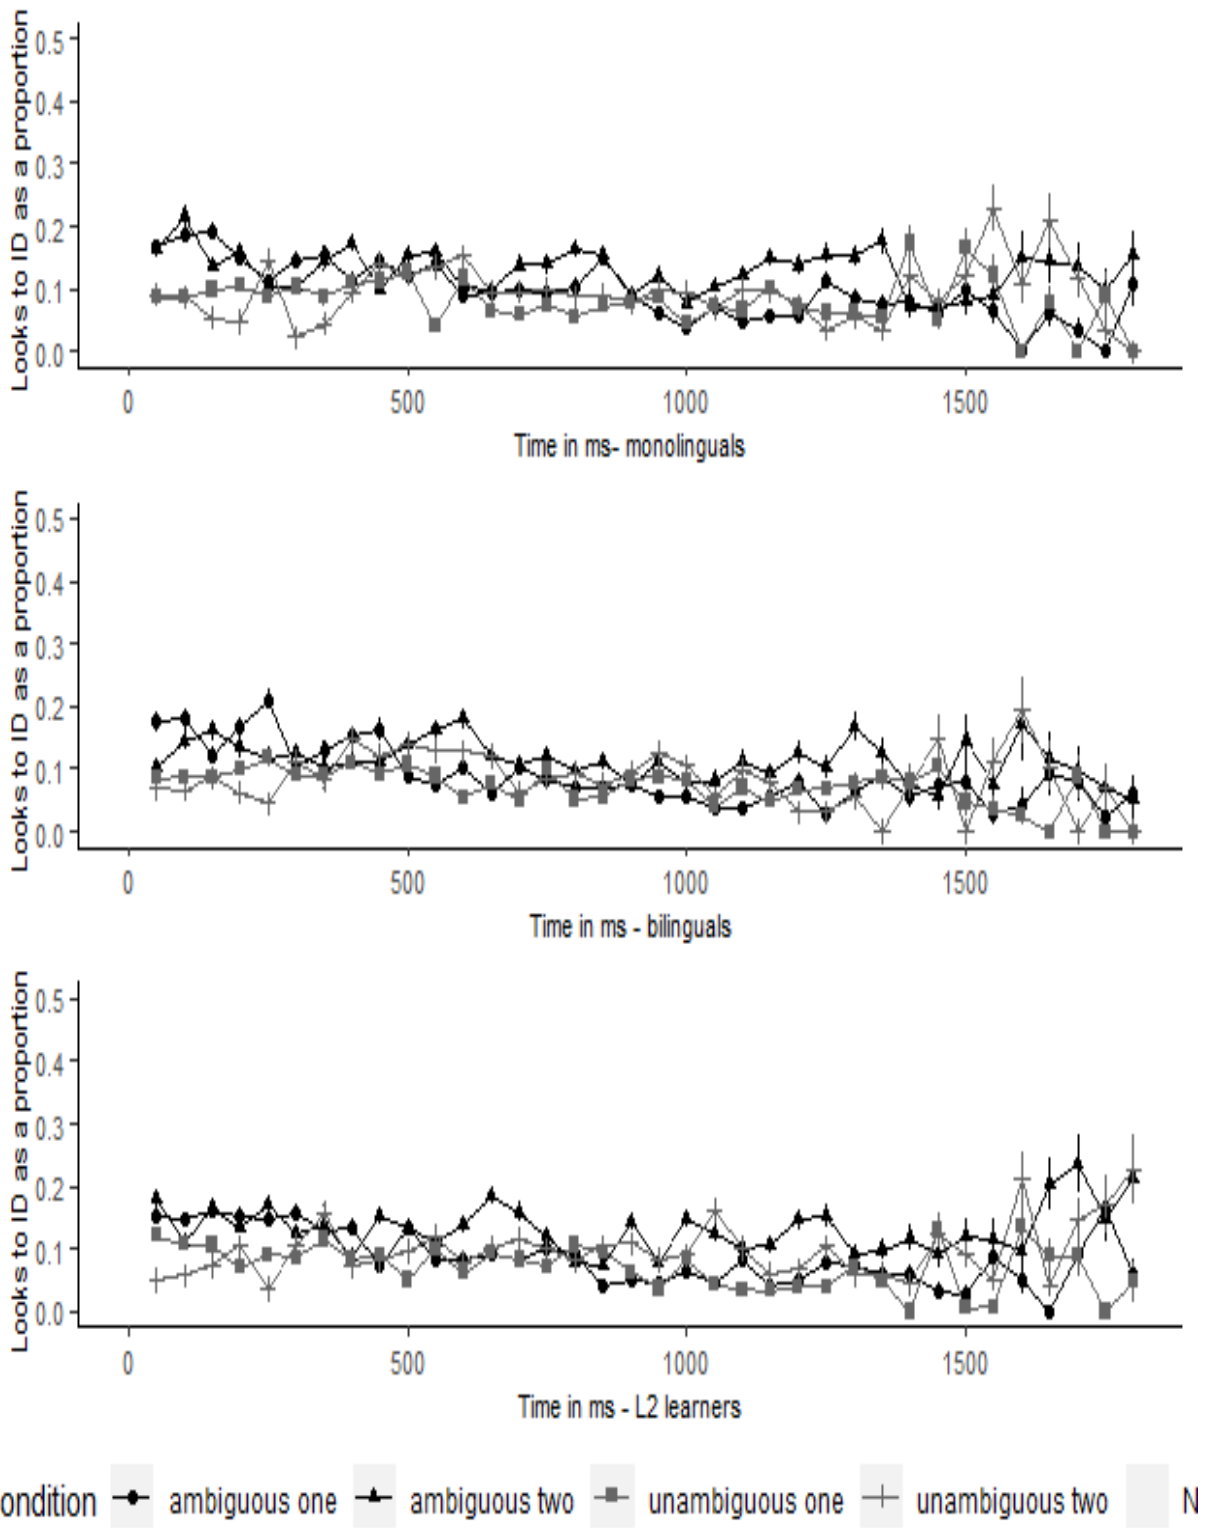 Looks to ID as a proportion
0.5
0.4
0.3
0.2
0.1
0.0
0 500 1000 1500
Time in ms- monolinguals
Looks to ID as a proportion
0.5
0.4
0.3
0.2
0.1
0.0
0 500 1000 1500
Time in ms - bilinguals
Looks to ID as a proportion
0.5
0.4
0.3
0.2
0.1
0.0
0 500 1000 1500
Time in ms - L2 learners
ondition ambiguous one ambiguous two unambiguous one unambiguous two N